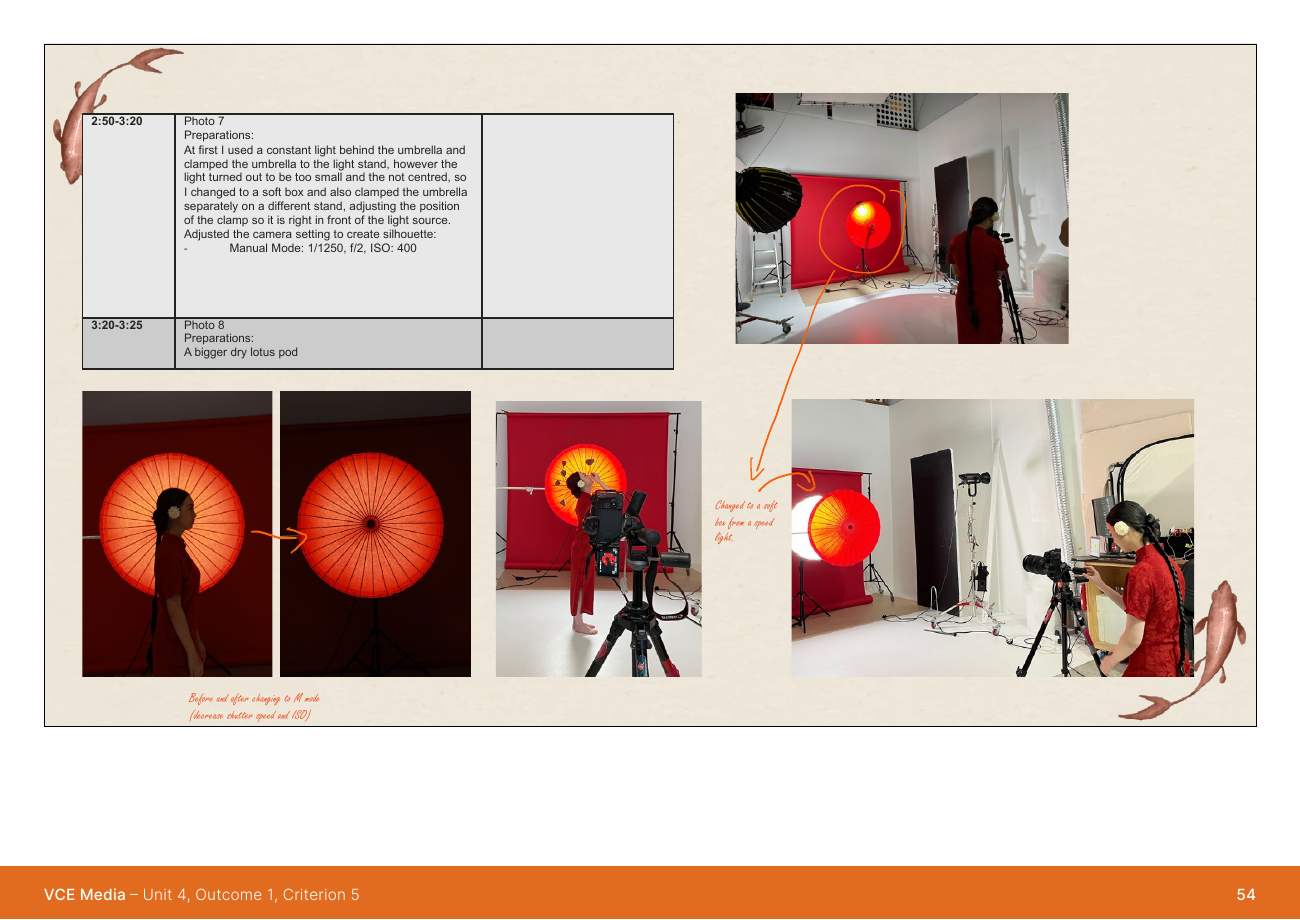 2:50-3:20
Photo 7
Preparations:
At first I used a constant light behind the umbrella and
clamped the umbrella to the light stand, however the
light turned out to be too small and the not centred, so
I changed to a soft box and also clamped the umbrella
separately on a different stand, adjusting the position
of the clamp so it is right in front of the light source.
Adjusted the camera setting to create silhouette:
- Manual Mode: 1/1250, f/2, ISO: 400
3:20-3:25
Photo 8
Preparations:
A bigger dry lotus pod
Changed to a soft
box from a speed
light.
Before and after changing to M mode
(decrease shutter speed and ISO)
VCE Media – Unit 4, Outcome 1, Criterion 5
54